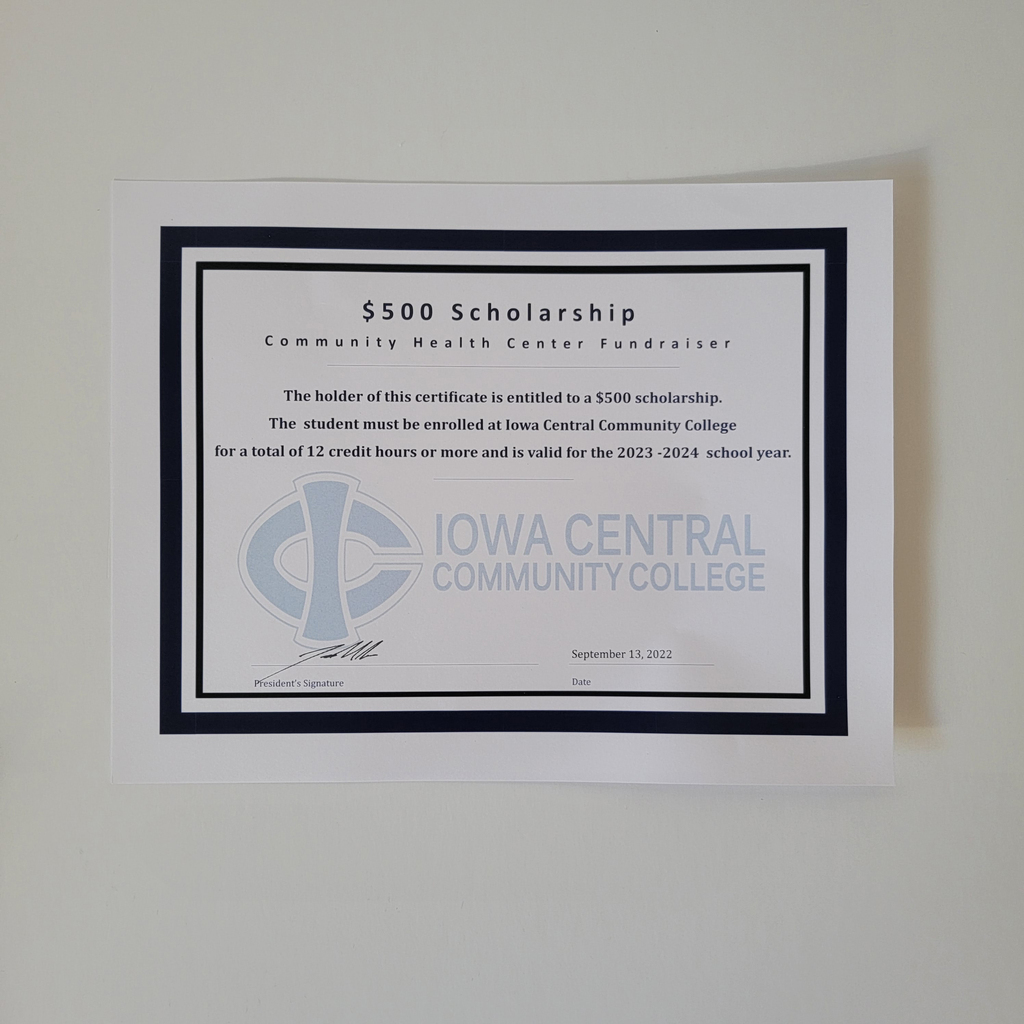 $500 Scholarship
Community Health Center Fundraiser
The holder of this certificate is entitled to a $500 scholarship.
The student must be enrolled at Iowa Central Community College
for a total of 12 credit hours or more and is valid for the 2023 -2024 school year.
IOWA CENTRAL
COMMUNITY COLLEGE
September 13, 2022
President's Signature
Date